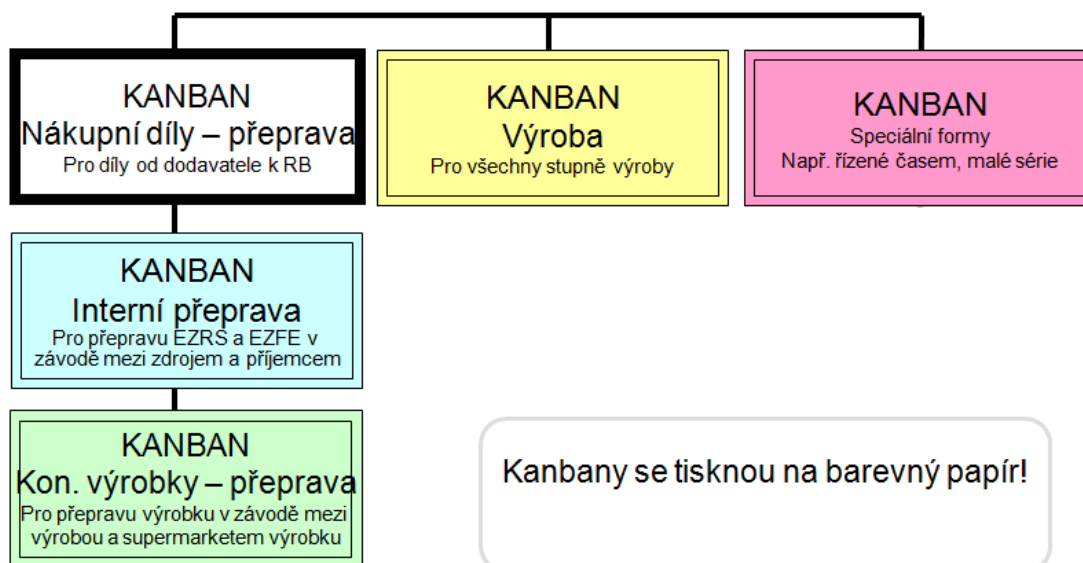 KANBAN
Nákupní díly – přeprava
Pro díly od dodavatele k RB
KANBAN
Výroba
Pro všechny stupně výroby
KANBAN
Speciální formy
Např. řízené časem, malé série
KANBAN
Interní přeprava
Pro přepravu EZRS a EZFE v
závodě mezi zdrojem a příjemcem
KANBAN
Kon. výrobky – přeprava
Pro přepravu výrobku v závodě mezi
výrobou a supermarketem výrobku
Kanbany se tisknou na barevný papír!